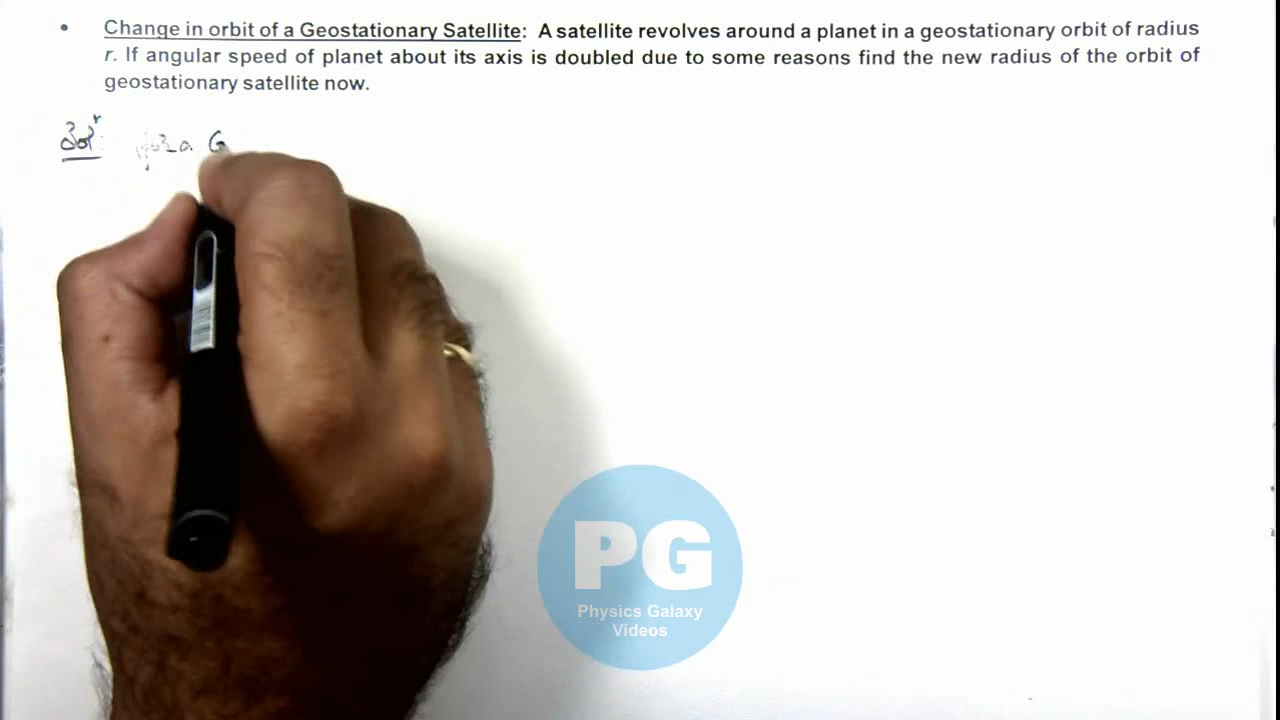 • Change in orbit of a Geostationary Satellite: A satellite revolves around a planet in a geostationary orbit of radius
r. If angular speed of planet about its axis is doubled due to some reasons find the new radius of the orbit of
geostationary satellite now.
for a G
PG
Physics Galaxy
Videos